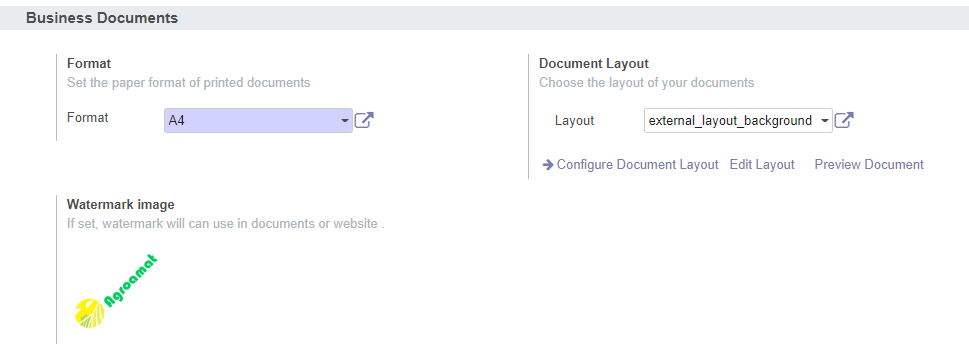 Business Documents
Format
Set the paper format of printed documents
Format
A4
Document Layout
Choose the layout of your documents
Layout
external_layout_background
Configure Document Layout Edit Layout Preview Document
Watermark image
If set, watermark will can use in documents or website .
Agroamat